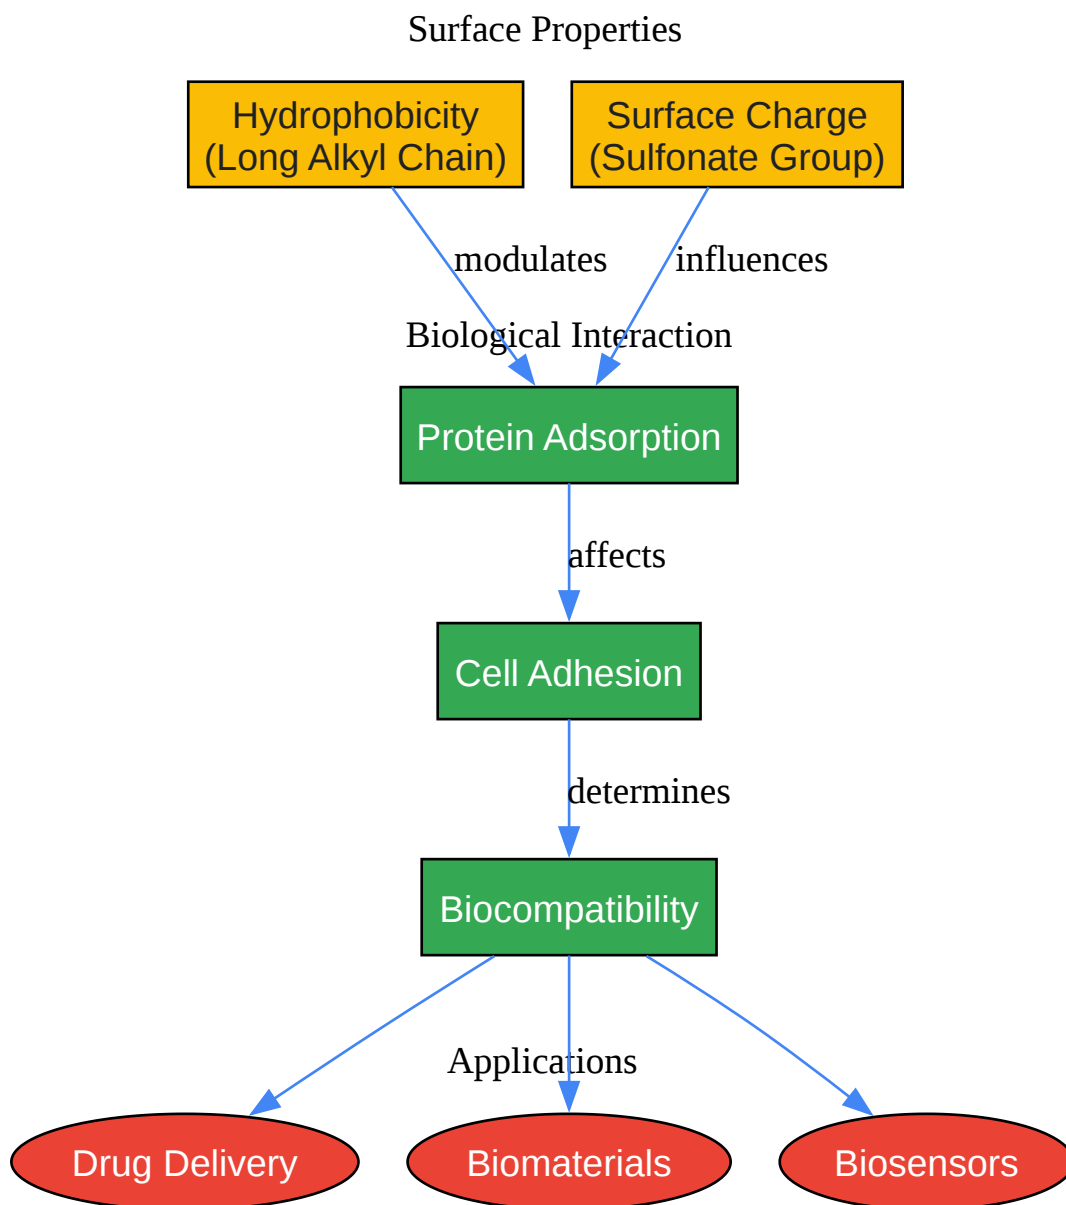 Surface Properties
Hydrophobicity
(Long Alkyl Chain)
Surface Charge
(Sulfonate Group)
modulates
influences
Biological Interaction
Protein Adsorption
affects
Cell Adhesion
determines
Biocompatibility
Applications
Drug Delivery
Biomaterials
Biosensors